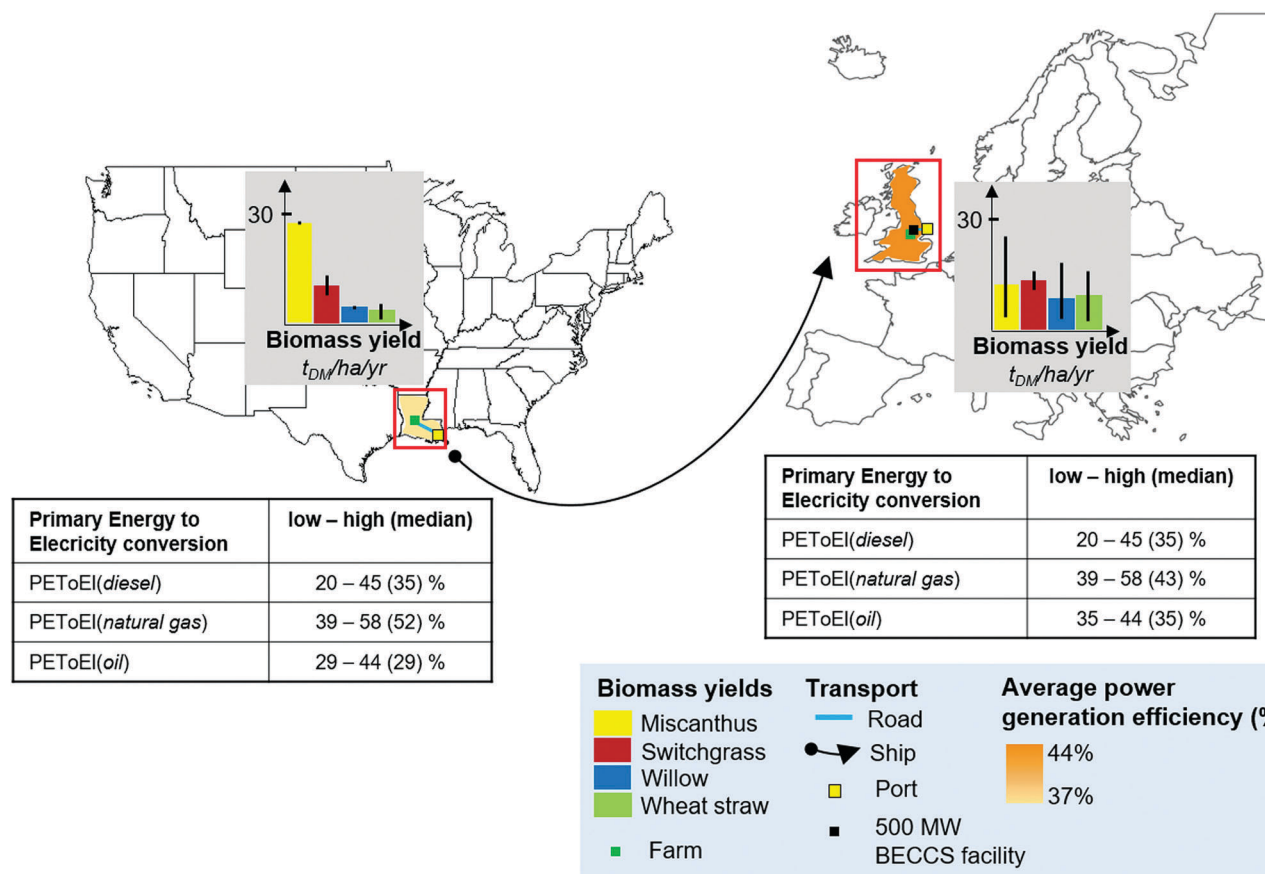 30
Biomass yield
tDM/ha/yr
30
Biomass yield
tDM/ha/yr
Primary Energy to
Elecricity conversion
low – high (median)
PEToEl(diesel)
20 – 45 (35) %
PEToEl(natural gas)
39 – 58 (52) %
PEToEl(oil)
29 – 44 (29) %
Primary Energy to
Elecricity conversion
low – high (median)
PEToEl(diesel)
20 – 45 (35) %
PEToEl(natural gas)
39 – 58 (43) %
PEToEl(oil)
35 – 44 (35) %
Biomass yields
Miscanthus
Switchgrass
Willow
Wheat straw
Farm
Transport
Road
Ship
Port
500 MW
BECCS facility
Average power
generation efficiency (%
44%
37%